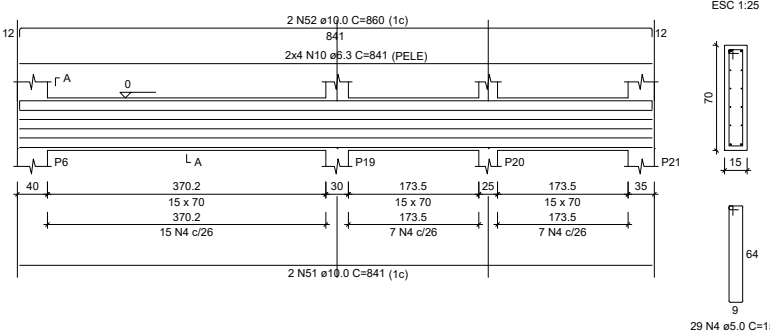 ESC 1:25
2 N52 ø10.0 C=860 (1c)
12
841
12
2x4 N10 ø6.3 C=841 (PELE)
A
0
70
A
P6
P19
P20
P21
15
40
370.2
30
173.5
25
173.5
35
15 x 70
15 x 70
15 x 70
370.2
173.5
173.5
15 N4 c/26
7 N4 c/26
7 N4 c/26
64
2 N51 ø10.0 C=841 (1c)
9
29 N4 ø5.0